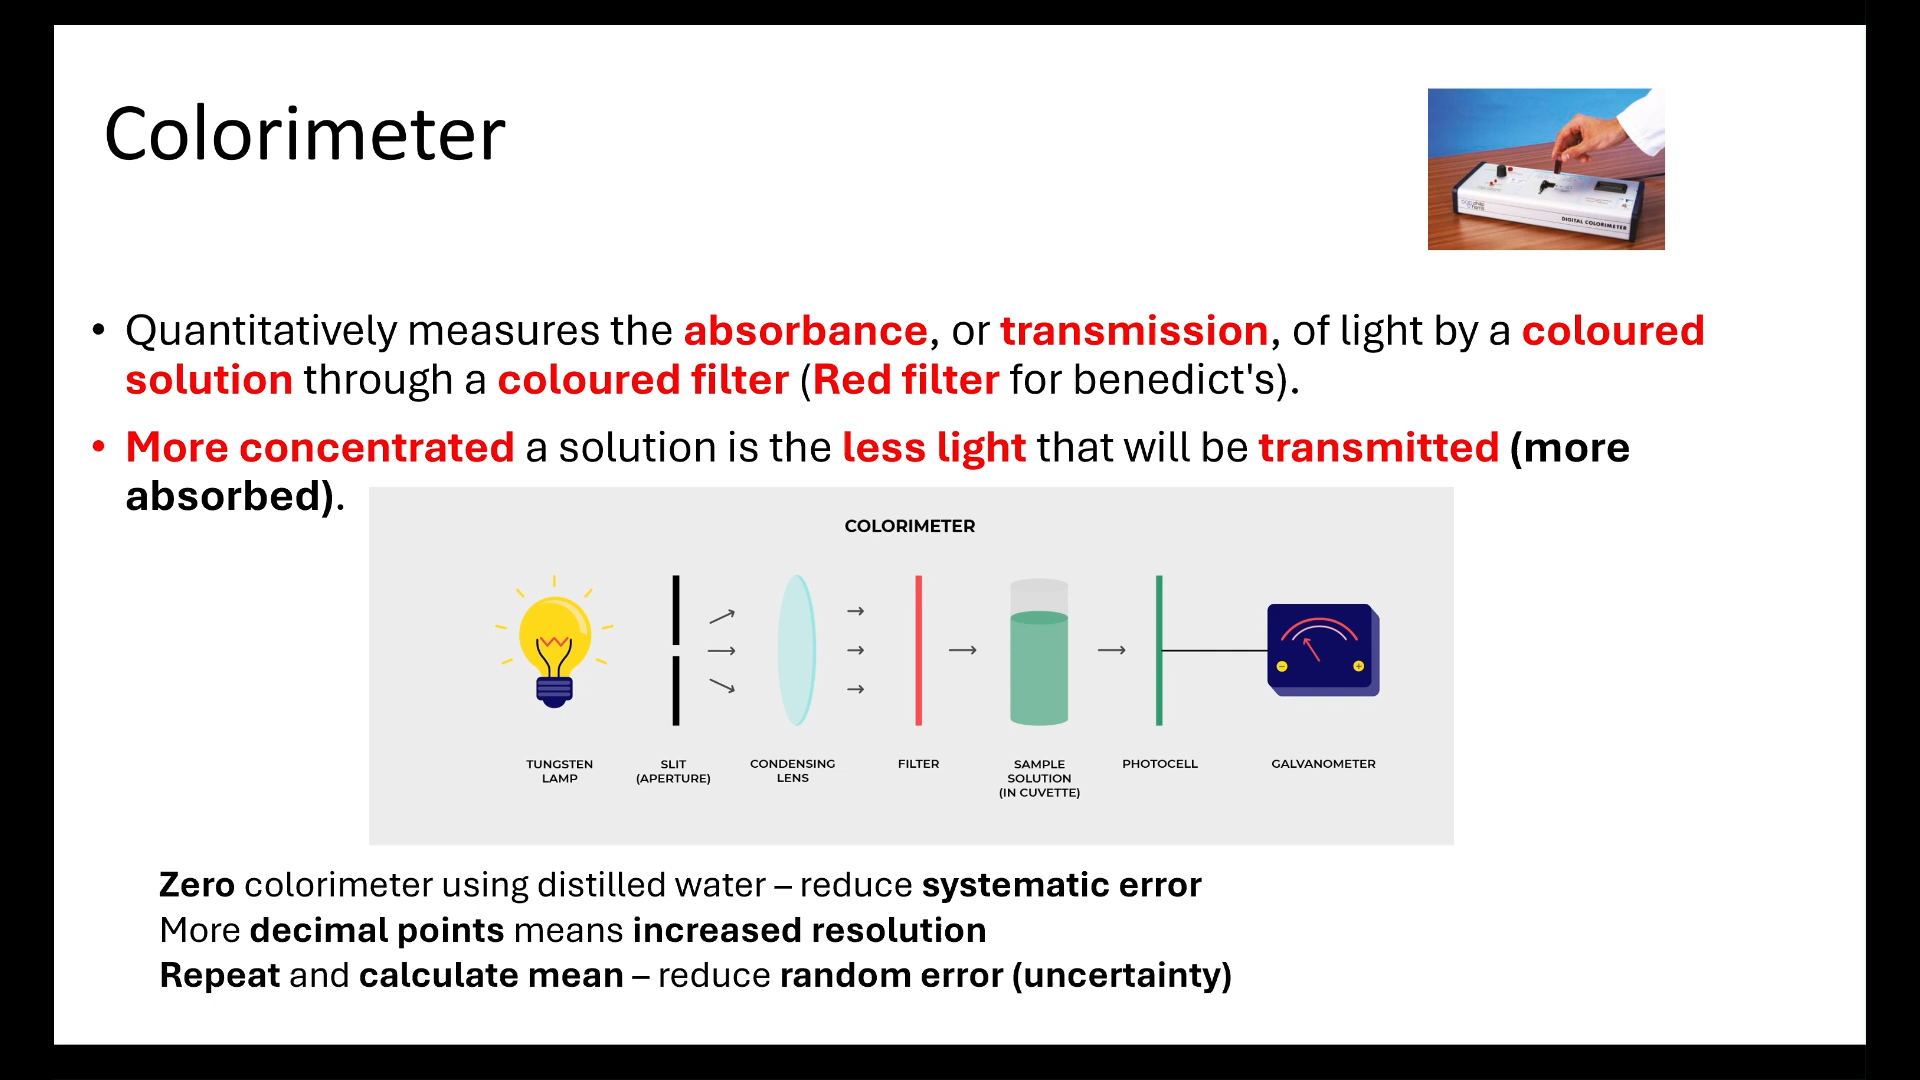 Colorimeter
DIGITAL COLORIMETER
• Quantitatively measures the absorbance, or transmission, of light by a coloured
solution through a coloured filter (Red filter for benedict's).
• More concentrated a solution is the less light that will be transmitted (more
absorbed).
COLORIMETER
TUNGSTEN
LAMP
SLIT
(APERTURE)
CONDENSING
LENS
FILTER
SAMPLE
SOLUTION
(IN CUVETTE)
PHOTOCELL
GALVANOMETER
Zero colorimeter using distilled water – reduce systematic error
More decimal points means increased resolution
Repeat and calculate mean – reduce random error (uncertainty)